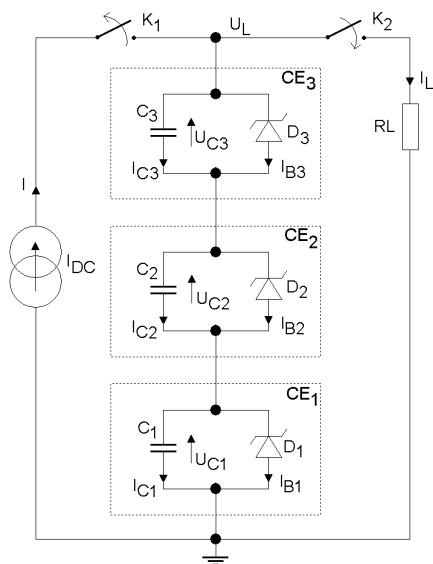 K1 UL K2
CE3
C3 UC3 D3
IC3 IB3
IL
RL
I
IDC
CE2
C2 UC2 D2
IC2 IB2
CE1
C1 UC1 D1
IC1 IB1